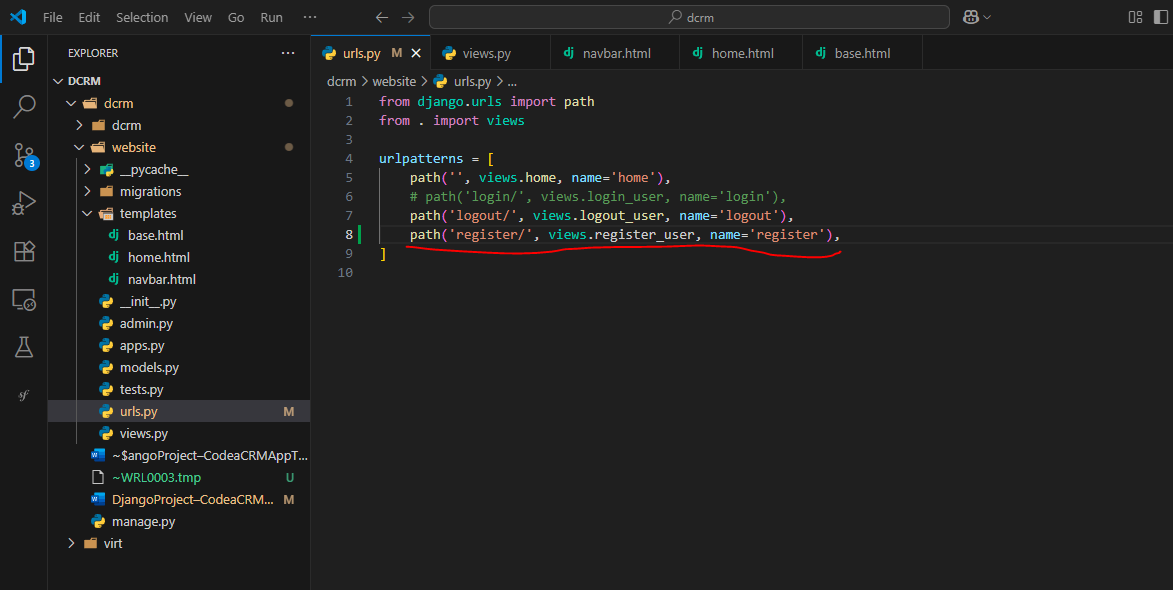 File Edit Selection View Go Run ··· dcrm
EXPLORER ···
DCRM
dcrm
dcrm
website
__pycache__
migrations
templates
base.html
home.html
navbar.html
__init__.py
admin.py
apps.py
models.py
tests.py
urls.py M
views.py
~$angoProject–CodeaCRMAppT...
~WRL0003.tmp U
DjangoProject–CodeaCRM... M
manage.py
virt
3
urls.py M views.py navbar.html home.html base.html
dcrm > website > urls.py > ...
1 from django.urls import path
2 from . import views
3
4 urlpatterns = [
5 path('', views.home, name='home'),
6 # path('login/', views.login_user, name='login'),
7 path('logout/', views.logout_user, name='logout'),
8 path('register/', views.register_user, name='register'),
9 ]
10